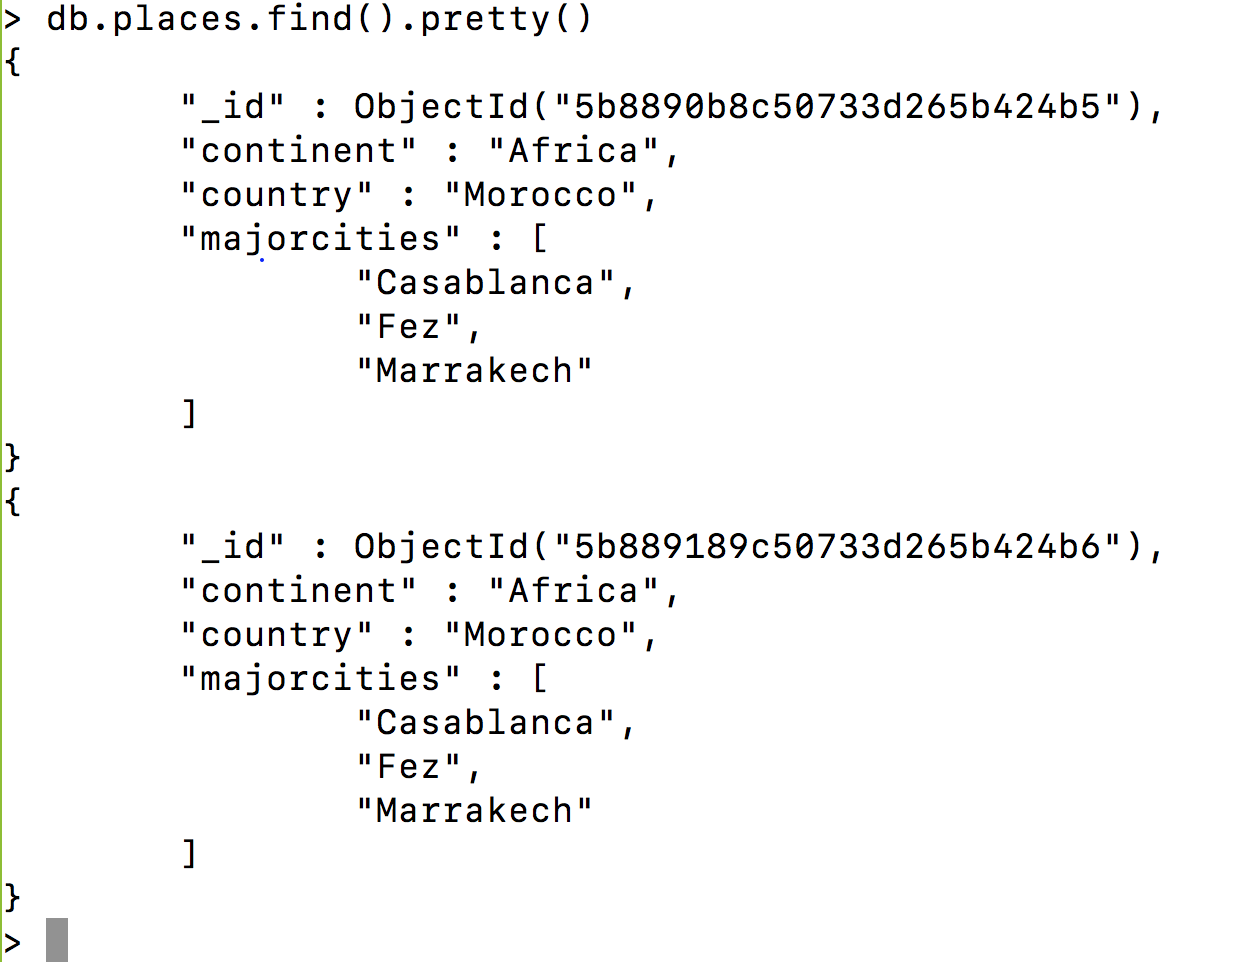 > db.places.find().pretty()
{
"_id" : ObjectId("5b8890b8c50733d265b424b5"),
"continent" : "Africa",
"country" : "Morocco",
"majorcities" : [
"Casablanca",
"Fez",
"Marrakech"
]
}
{
"_id" : ObjectId("5b889189c50733d265b424b6"),
"continent" : "Africa",
"country" : "Morocco",
"majorcities" : [
"Casablanca",
"Fez",
"Marrakech"
]
}
>